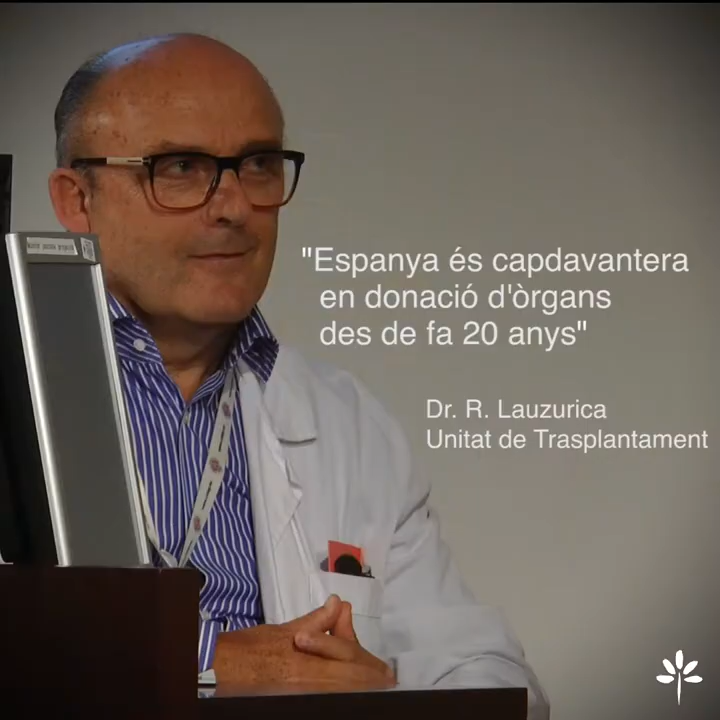 "Espanya és capdavantera
en donació d'òrgans
des de fa 20 anys"
Dr. R. Lauzurica
Unitat de Trasplantament